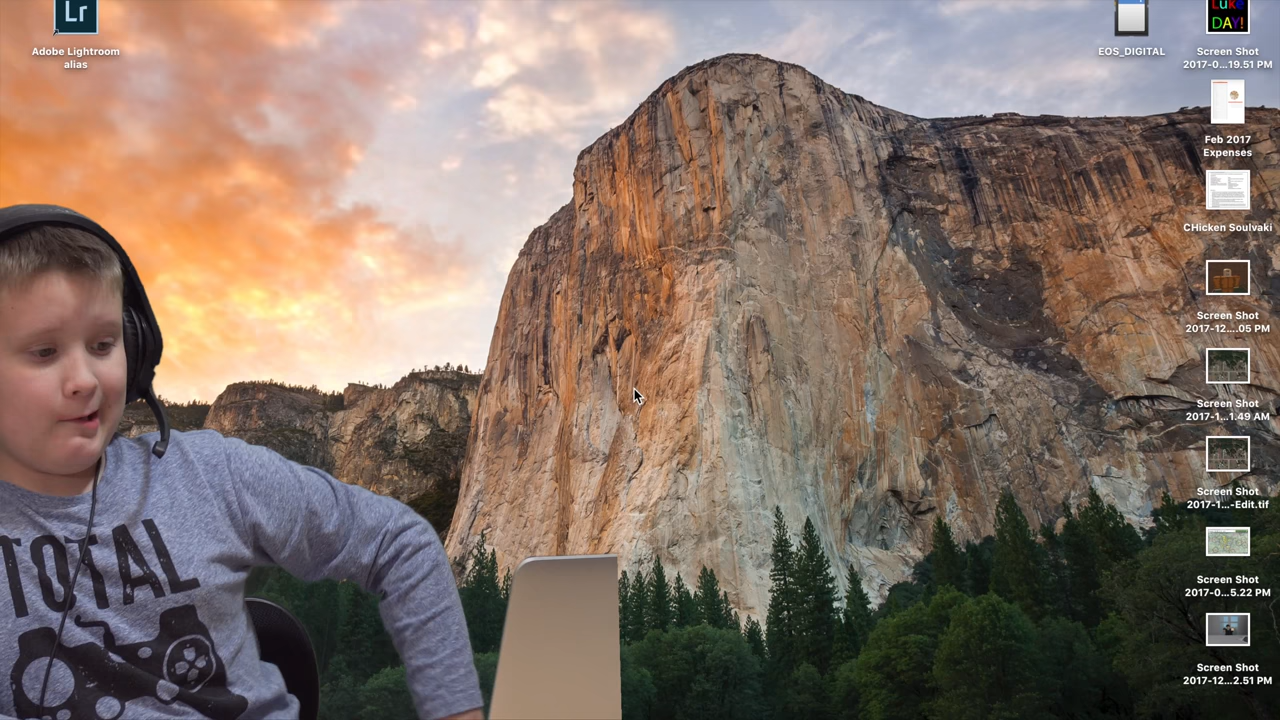 Lr
Adobe Lightroom
alias
EOS_DIGITAL
Luke
DAY!
Screen Shot
2017-0...19.51 PM
Feb 2017
Expenses
CHicken Soulvaki
Screen Shot
2017-12....05 PM
Screen Shot
2017-1...1.49 AM
Screen Shot
2017-1...-Edit.tif
Screen Shot
2017-0...5.22 PM
Screen Shot
2017-12...2.51 PM
TOTAL